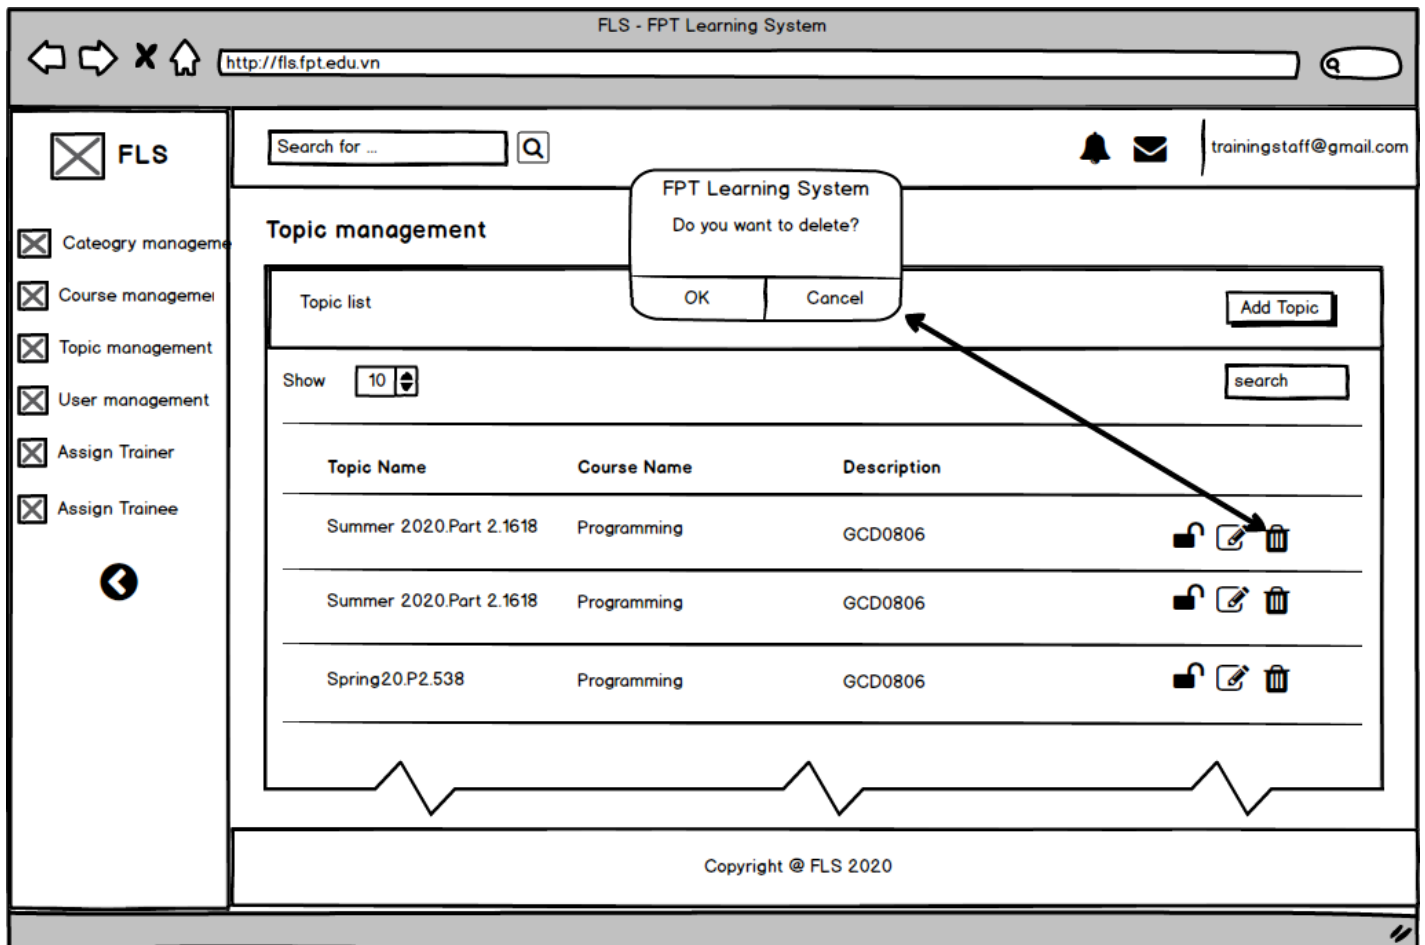 FLS - FPT Learning System
http://fls.fpt.edu.vn
FLS
Search for ...
trainingstaff@gmail.com
FPT Learning System
Do you want to delete?
OK Cancel
Cateogry manageme
Course managemen
Topic management
User management
Assign Trainer
Assign Trainee
Topic management
Topic list
Add Topic
Show 10
search
Topic Name Course Name Description
Summer 2020.Part 2.1618 Programming GCD0806
Summer 2020.Part 2.1618 Programming GCD0806
Spring20.P2.538 Programming GCD0806
Copyright @ FLS 2020